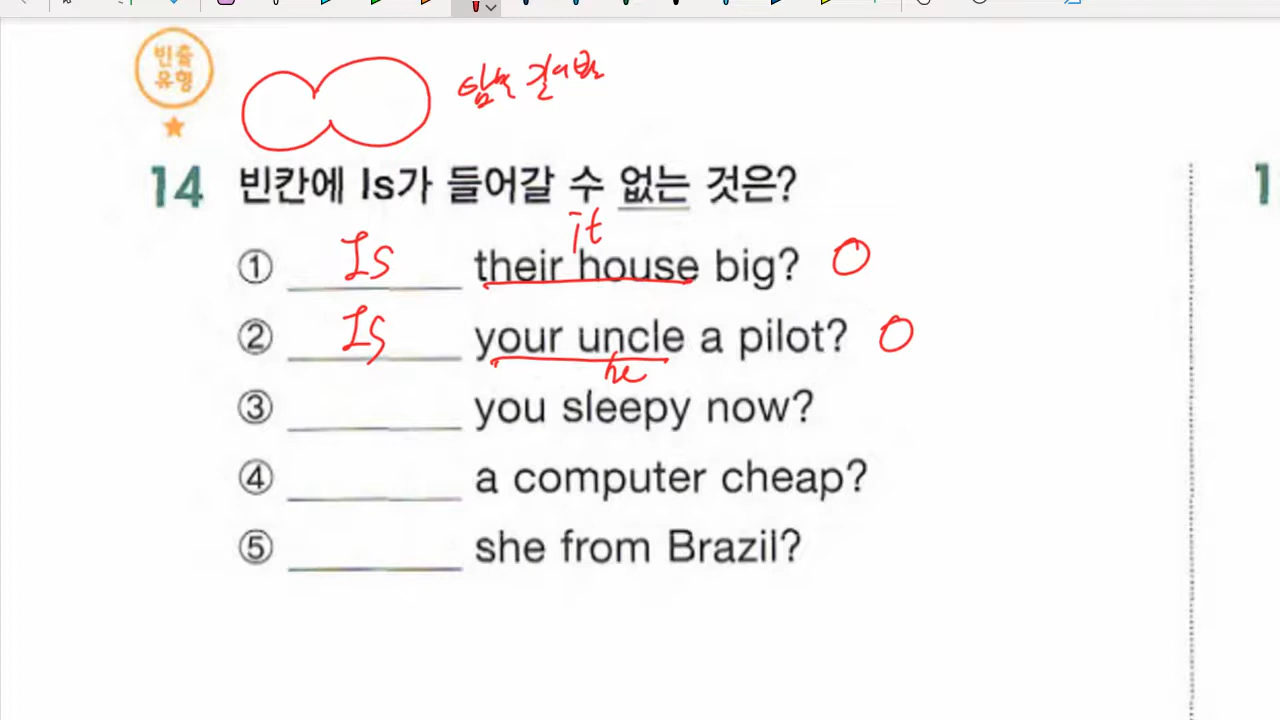 빈출
유형
14 빈칸에 Is가 들어갈 수 없는 것은?
it
① Is their house big? O
② Is your uncle a pilot? O
he
③ you sleepy now?
④ a computer cheap?
⑤ she from Brazil?
1